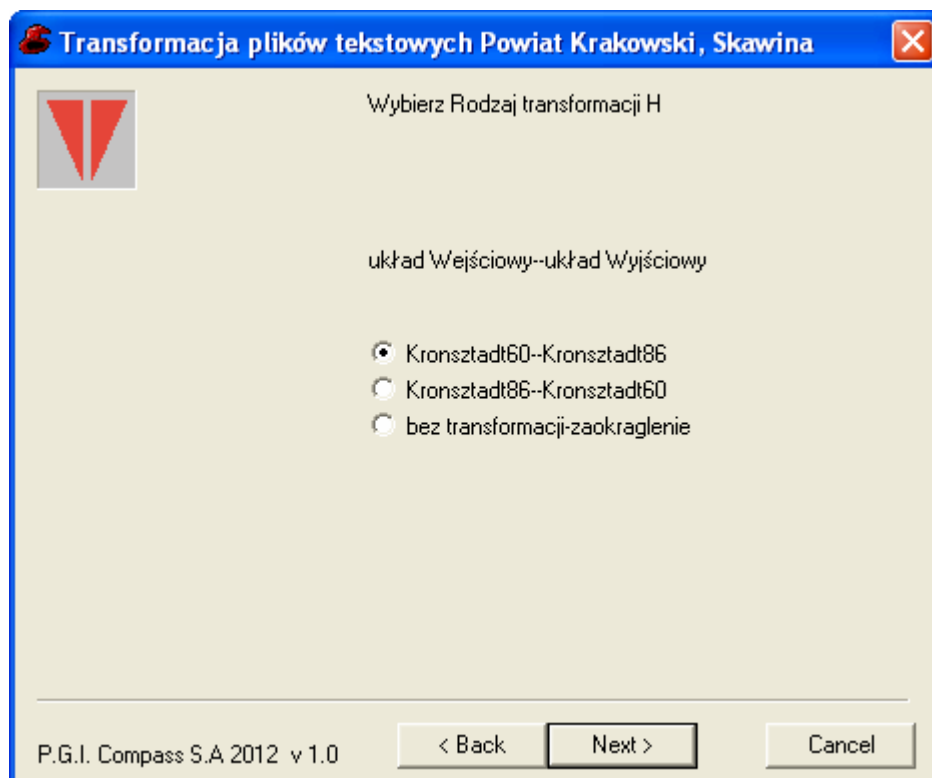 Transformacja plików tekstowych Powiat Krakowski, Skawina
Wybierz Rodzaj transformacji H
układ Wejściowy--układ Wyjściowy
Kronsztadt60--Kronsztadt86
Kronsztadt86--Kronsztadt60
bez transformacji-zaokraglenie
P.G.I. Compass S.A 2012 v 1.0
< Back
Next >
Cancel